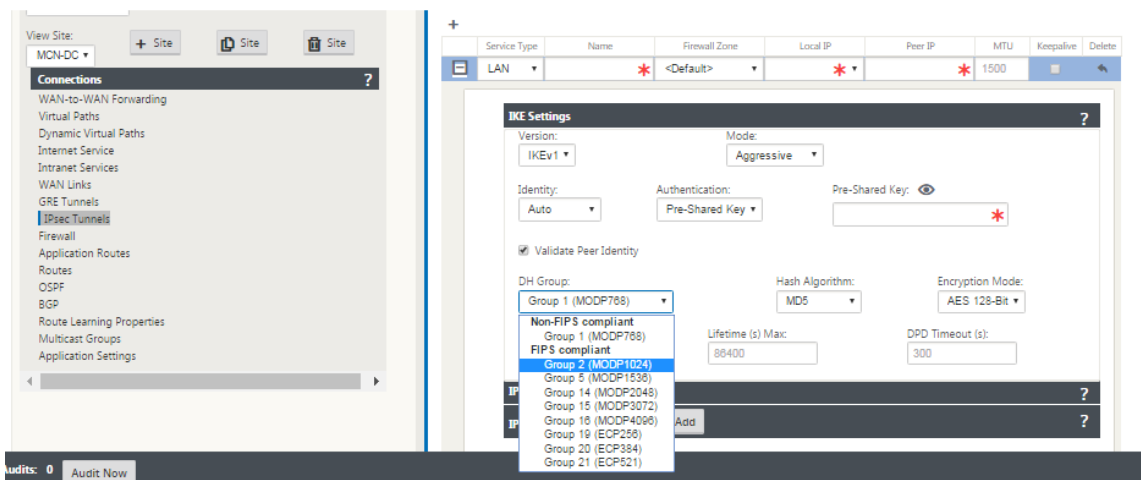 View Site:
MCN-DC
+ Site
Site
Site
Connections ?
WAN-to-WAN Forwarding
Virtual Paths
Dynamic Virtual Paths
Internet Service
Intranet Services
WAN Links
GRE Tunnels
IPsec Tunnels
Firewall
Application Routes
Routes
OSPF
BGP
Route Learning Properties
Multicast Groups
Application Settings
+
Service Type Name Firewall Zone Local IP Peer IP MTU Keepalive Delete
LAN * <Default> * * 1500
IKE Settings ?
Version: Mode:
IKEv1 Aggressive
Identity: Authentication: Pre-Shared Key:
Auto Pre-Shared Key *
Validate Peer Identity
DH Group: Hash Algorithm: Encryption Mode:
Group 1 (MODP768) MD5 AES 128-Bit
Non-FIPS compliant
Group 1 (MODP768)
FIPS compliant
Group 2 (MODP1024)
Group 5 (MODP1536)
Group 14 (MODP2048)
Group 15 (MODP3072)
Group 16 (MODP4096)
Group 19 (ECP256)
Group 20 (ECP384)
Group 21 (ECP521)
Lifetime (s) Max: DPD Timeout (s):
86400 300
IP ?
IP Add ?
Audits: 0 Audit Now